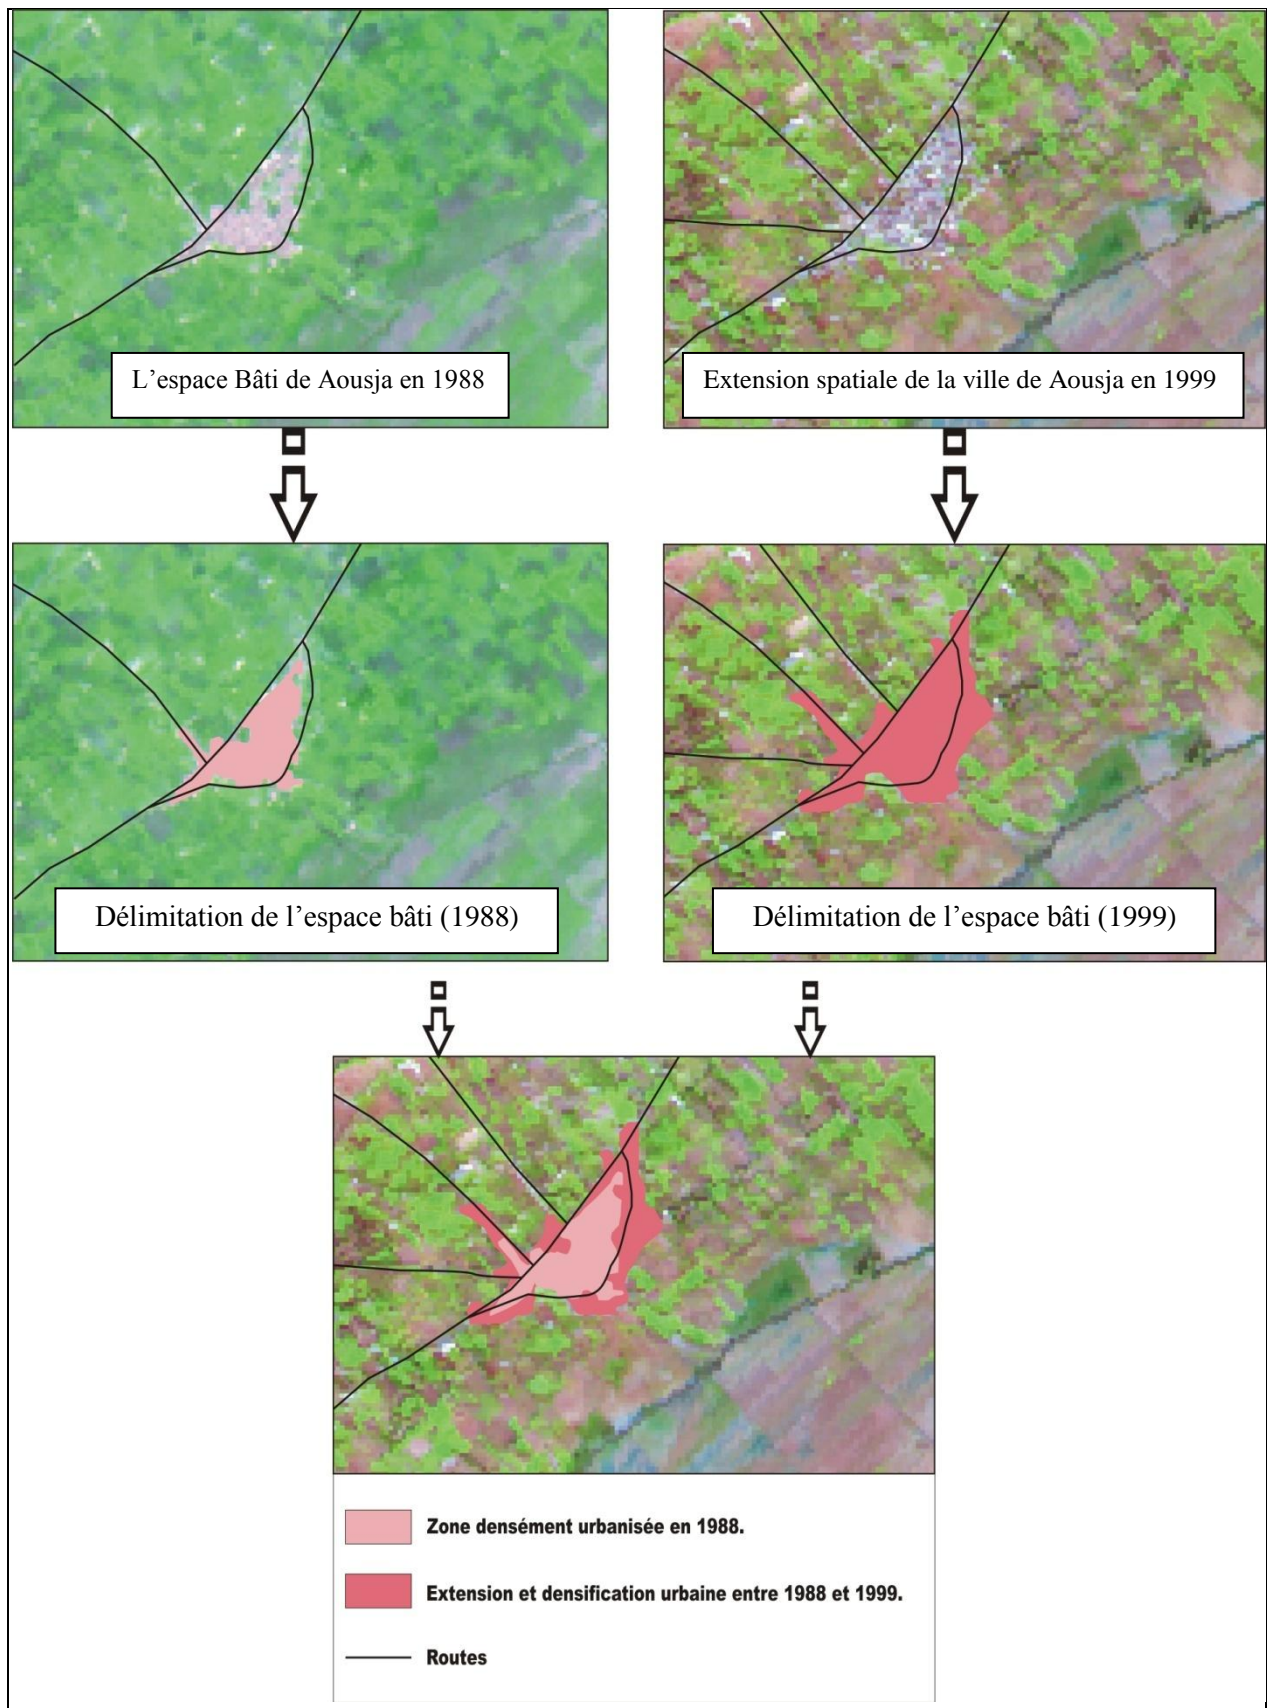 L’espace Bâti de Aousja en 1988
Extension spatiale de la ville de Aousja en 1999
Délimitation de l’espace bâti (1988)
Délimitation de l’espace bâti (1999)
Zone densément urbanisée en 1988.
Extension et densification urbaine entre 1988 et 1999.
Routes